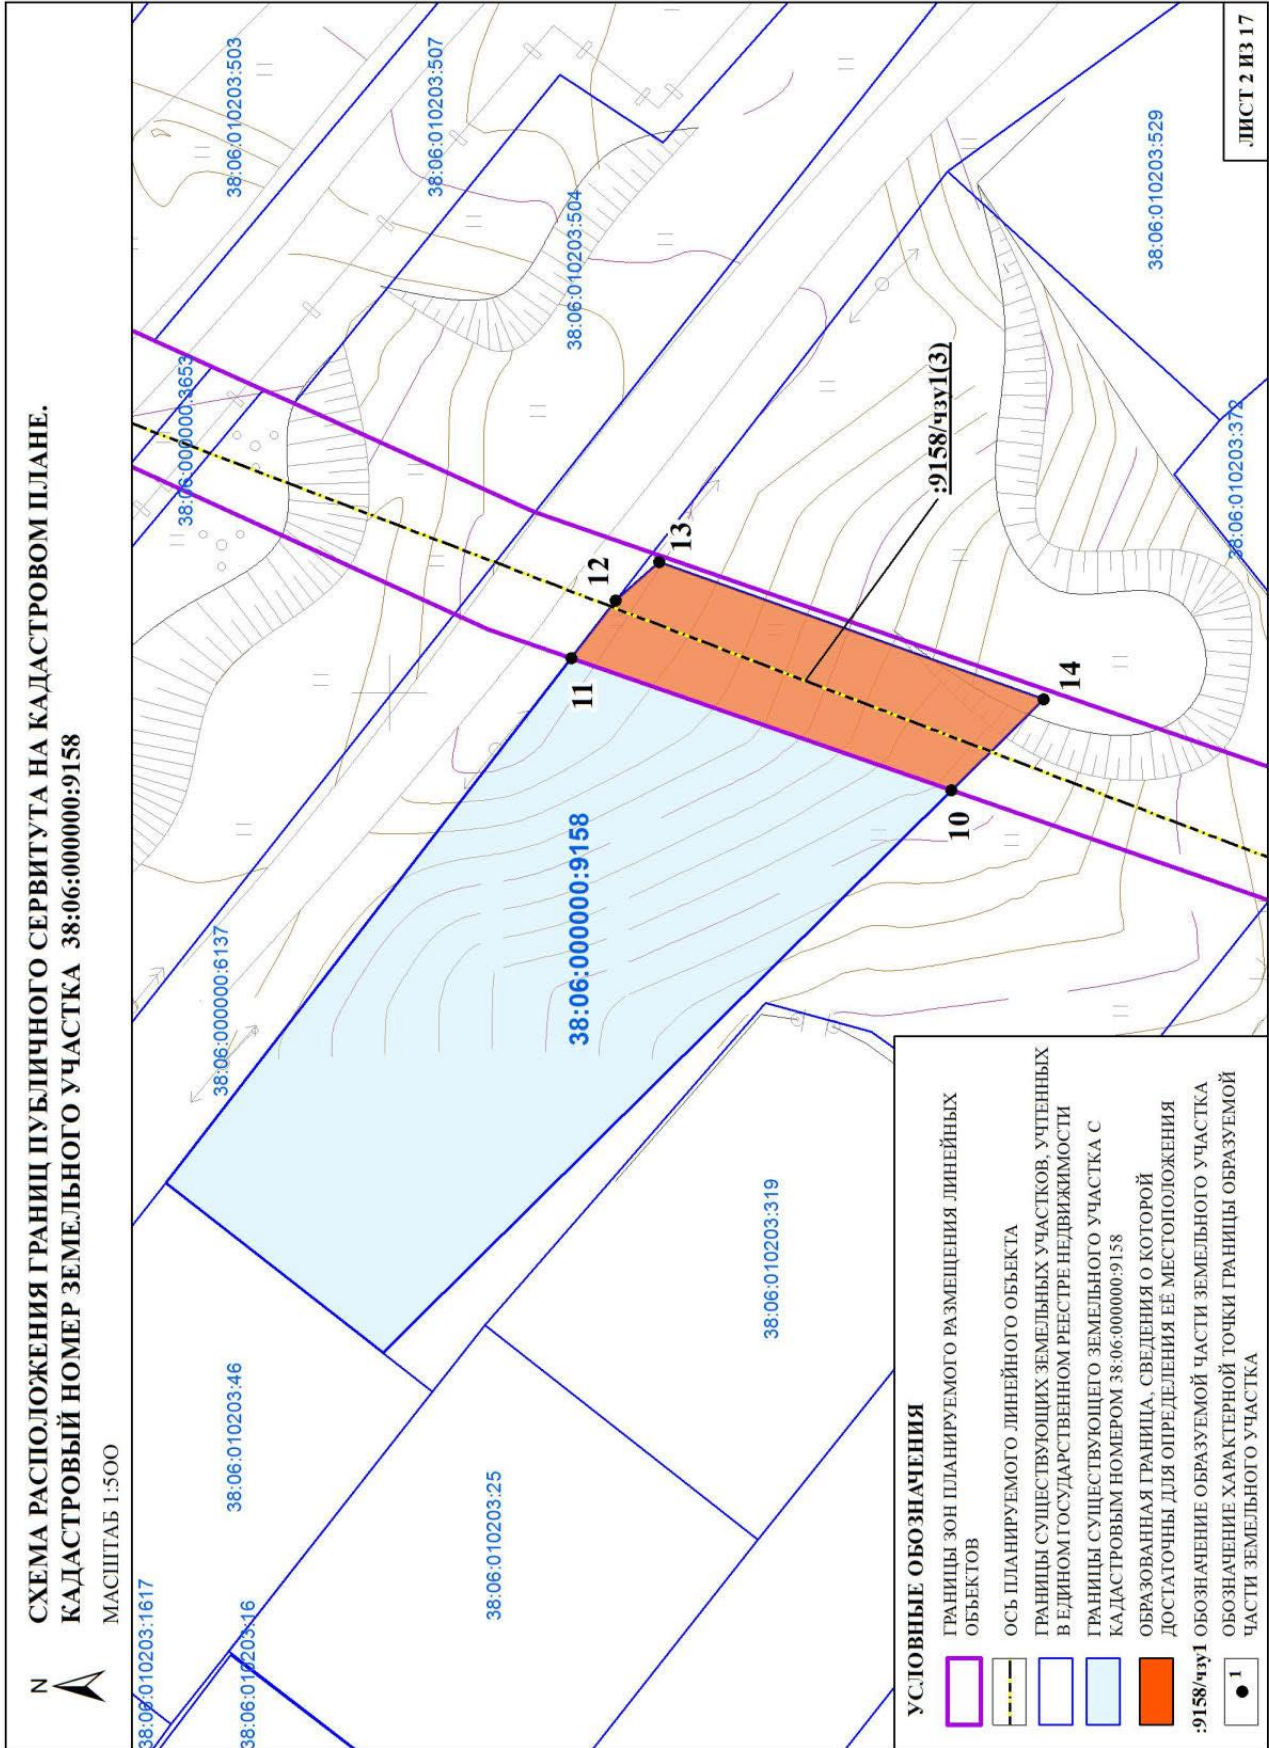 СХЕМА РАСПОЛОЖЕНИЯ ГРАНИЦ ПУБЛИЧНОГО СЕРВИТУТА НА КАДАСТРОВОМ ПЛАНЕ.
КАДАСТРОВЫЙ НОМЕР ЗЕМЕЛЬНОГО УЧАСТКА 38:06:000000:9158
N
МАСШТАБ 1:500
38:06:010203:1617
38:06:010203:16
38:06:010203:46
38:06:000000:6137
38:06:000000:3653
38:06:010203:503
38:06:010203:507
38:06:010203:504
38:06:010203:25
38:06:000000:9158
11
12
13
38:06:010203:319
10
14
:9158/чзу1(3)
38:06:010203:529
38:06:010203:372
УСЛОВНЫЕ ОБОЗНАЧЕНИЯ
ГРАНИЦЫ ЗОН ПЛАНИРУЕМОГО РАЗМЕЩЕНИЯ ЛИНЕЙНЫХ
ОБЪЕКТОВ
ОСЬ ПЛАНИРУЕМОГО ЛИНЕЙНОГО ОБЪЕКТА
ГРАНИЦЫ СУЩЕСТВУЮЩИХ ЗЕМЕЛЬНЫХ УЧАСТКОВ, УЧТЕННЫХ
В ЕДИНОМ ГОСУДАРСТВЕННОМ РЕЕСТРЕ НЕДВИЖИМОСТИ
ГРАНИЦЫ СУЩЕСТВУЮЩЕГО ЗЕМЕЛЬНОГО УЧАСТКА С
КАДАСТРОВЫМ НОМЕРОМ 38:06:000000:9158
ОБРАЗОВАННАЯ ГРАНИЦА, СВЕДЕНИЯ О КОТОРОЙ
ДОСТАТОЧНЫ ДЛЯ ОПРЕДЕЛЕНИЯ ЕЁ МЕСТОПОЛОЖЕНИЯ
:9158/чзу1 ОБОЗНАЧЕНИЕ ОБРАЗУЕМОЙ ЧАСТИ ЗЕМЕЛЬНОГО УЧАСТКА
1 ОБОЗНАЧЕНИЕ ХАРАКТЕРНОЙ ТОЧКИ ГРАНИЦЫ ОБРАЗУЕМОЙ
ЧАСТИ ЗЕМЕЛЬНОГО УЧАСТКА
ЛИСТ 2 ИЗ 17